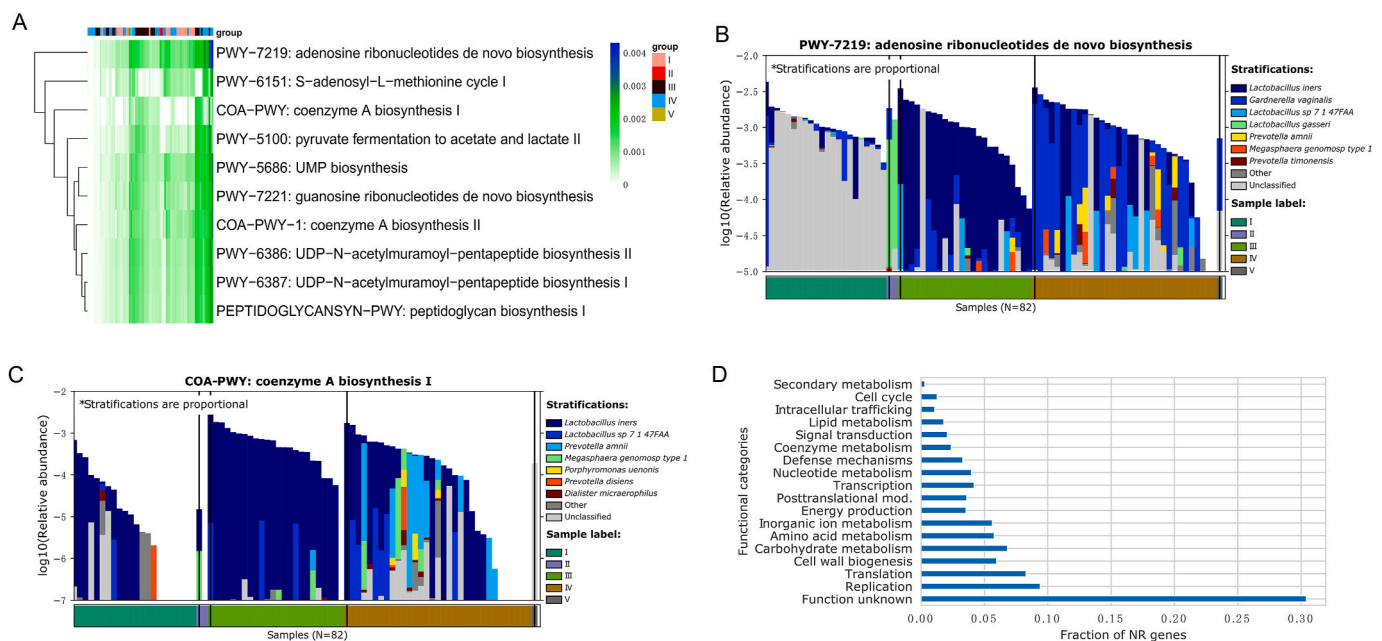 A
group
PWY-7219: adenosine ribonucleotides de novo biosynthesis
PWY-6151: S-adenosyl-L-methionine cycle I
COA-PWY: coenzyme A biosynthesis I
PWY-5100: pyruvate fermentation to acetate and lactate II
PWY-5686: UMP biosynthesis
PWY-7221: guanosine ribonucleotides de novo biosynthesis
COA-PWY-1: coenzyme A biosynthesis II
PWY-6386: UDP-N-acetylmuramoyl-pentapeptide biosynthesis II
PWY-6387: UDP-N-acetylmuramoyl-pentapeptide biosynthesis I
PEPTIDOGLYCANSYN-PWY: peptidoglycan biosynthesis I
0.004
0.003
0.002
0.001
0
group
I
II
III
IV
V
B
PWY-7219: adenosine ribonucleotides de novo biosynthesis
*Stratifications are proportional
log10(Relative abundance)
-2.0
-2.5
-3.0
-3.5
-4.0
-4.5
-5.0
Samples (N=82)
Stratifications:
Lactobacillus iners
Gardnerella vaginalis
Lactobacillus sp 7 1 47FAA
Lactobacillus gasseri
Prevotella amnii
Megasphaera genomosp type 1
Prevotella timonensis
Other
Unclassified
Sample label:
I
II
III
IV
V
C
COA-PWY: coenzyme A biosynthesis I
*Stratifications are proportional
log10(Relative abundance)
-2
-3
-4
-5
-6
-7
Samples (N=82)
Stratifications:
Lactobacillus iners
Lactobacillus sp 7 1 47FAA
Prevotella amnii
Megasphaera genomosp type 1
Porphyromonas uenonis
Prevotella disiens
Dialister micraerophilus
Other
Unclassified
Sample label:
I
II
III
IV
V
D
Functional categories
Secondary metabolism
Cell cycle
Intracellular trafficking
Lipid metabolism
Signal transduction
Coenzyme metabolism
Defense mechanisms
Nucleotide metabolism
Transcription
Posttranslational mod.
Energy production
Inorganic ion metabolism
Amino acid metabolism
Carbohydrate metabolism
Cell wall biogenesis
Translation
Replication
Function unknown
0.00 0.05 0.10 0.15 0.20 0.25 0.30
Fraction of NR genes